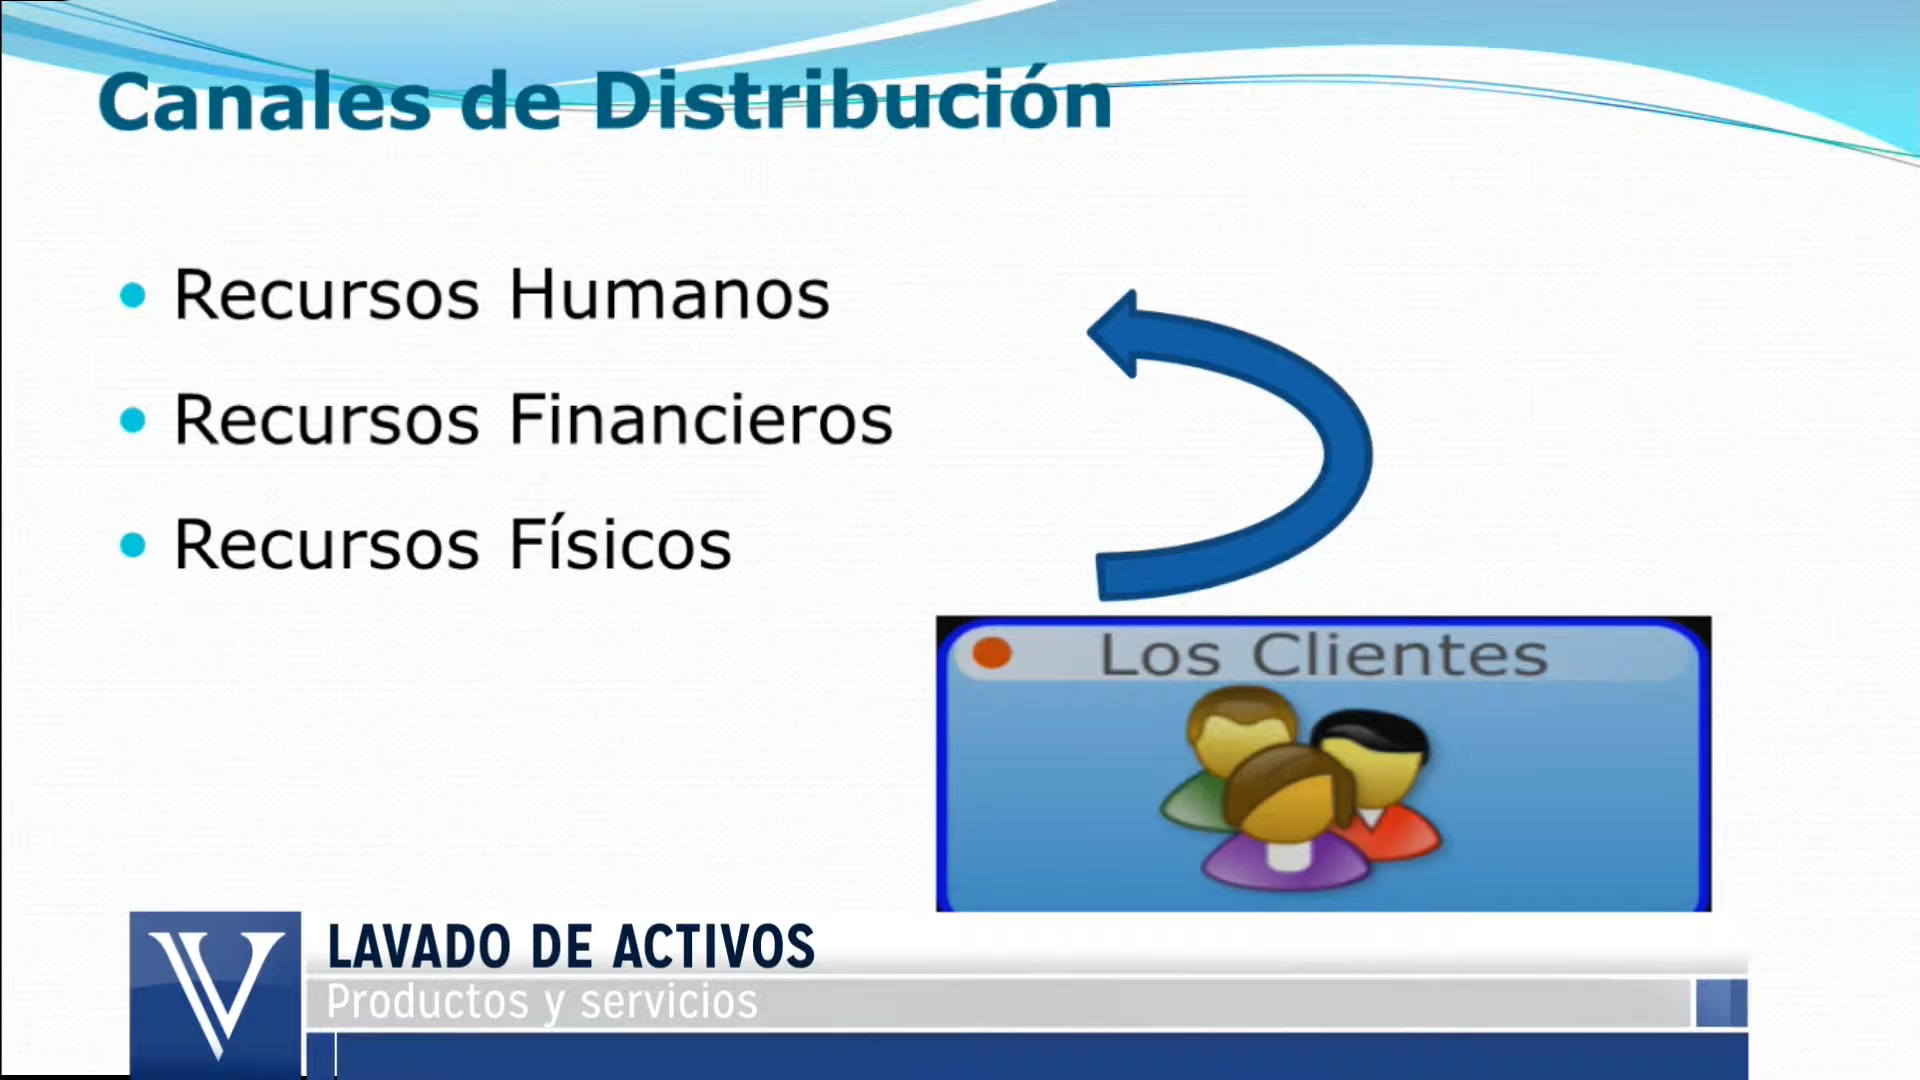 Canales de Distribución
Recursos Humanos
Recursos Financieros
Recursos Físicos
Los Clientes
V
LAVADO DE ACTIVOS
Productos y servicios